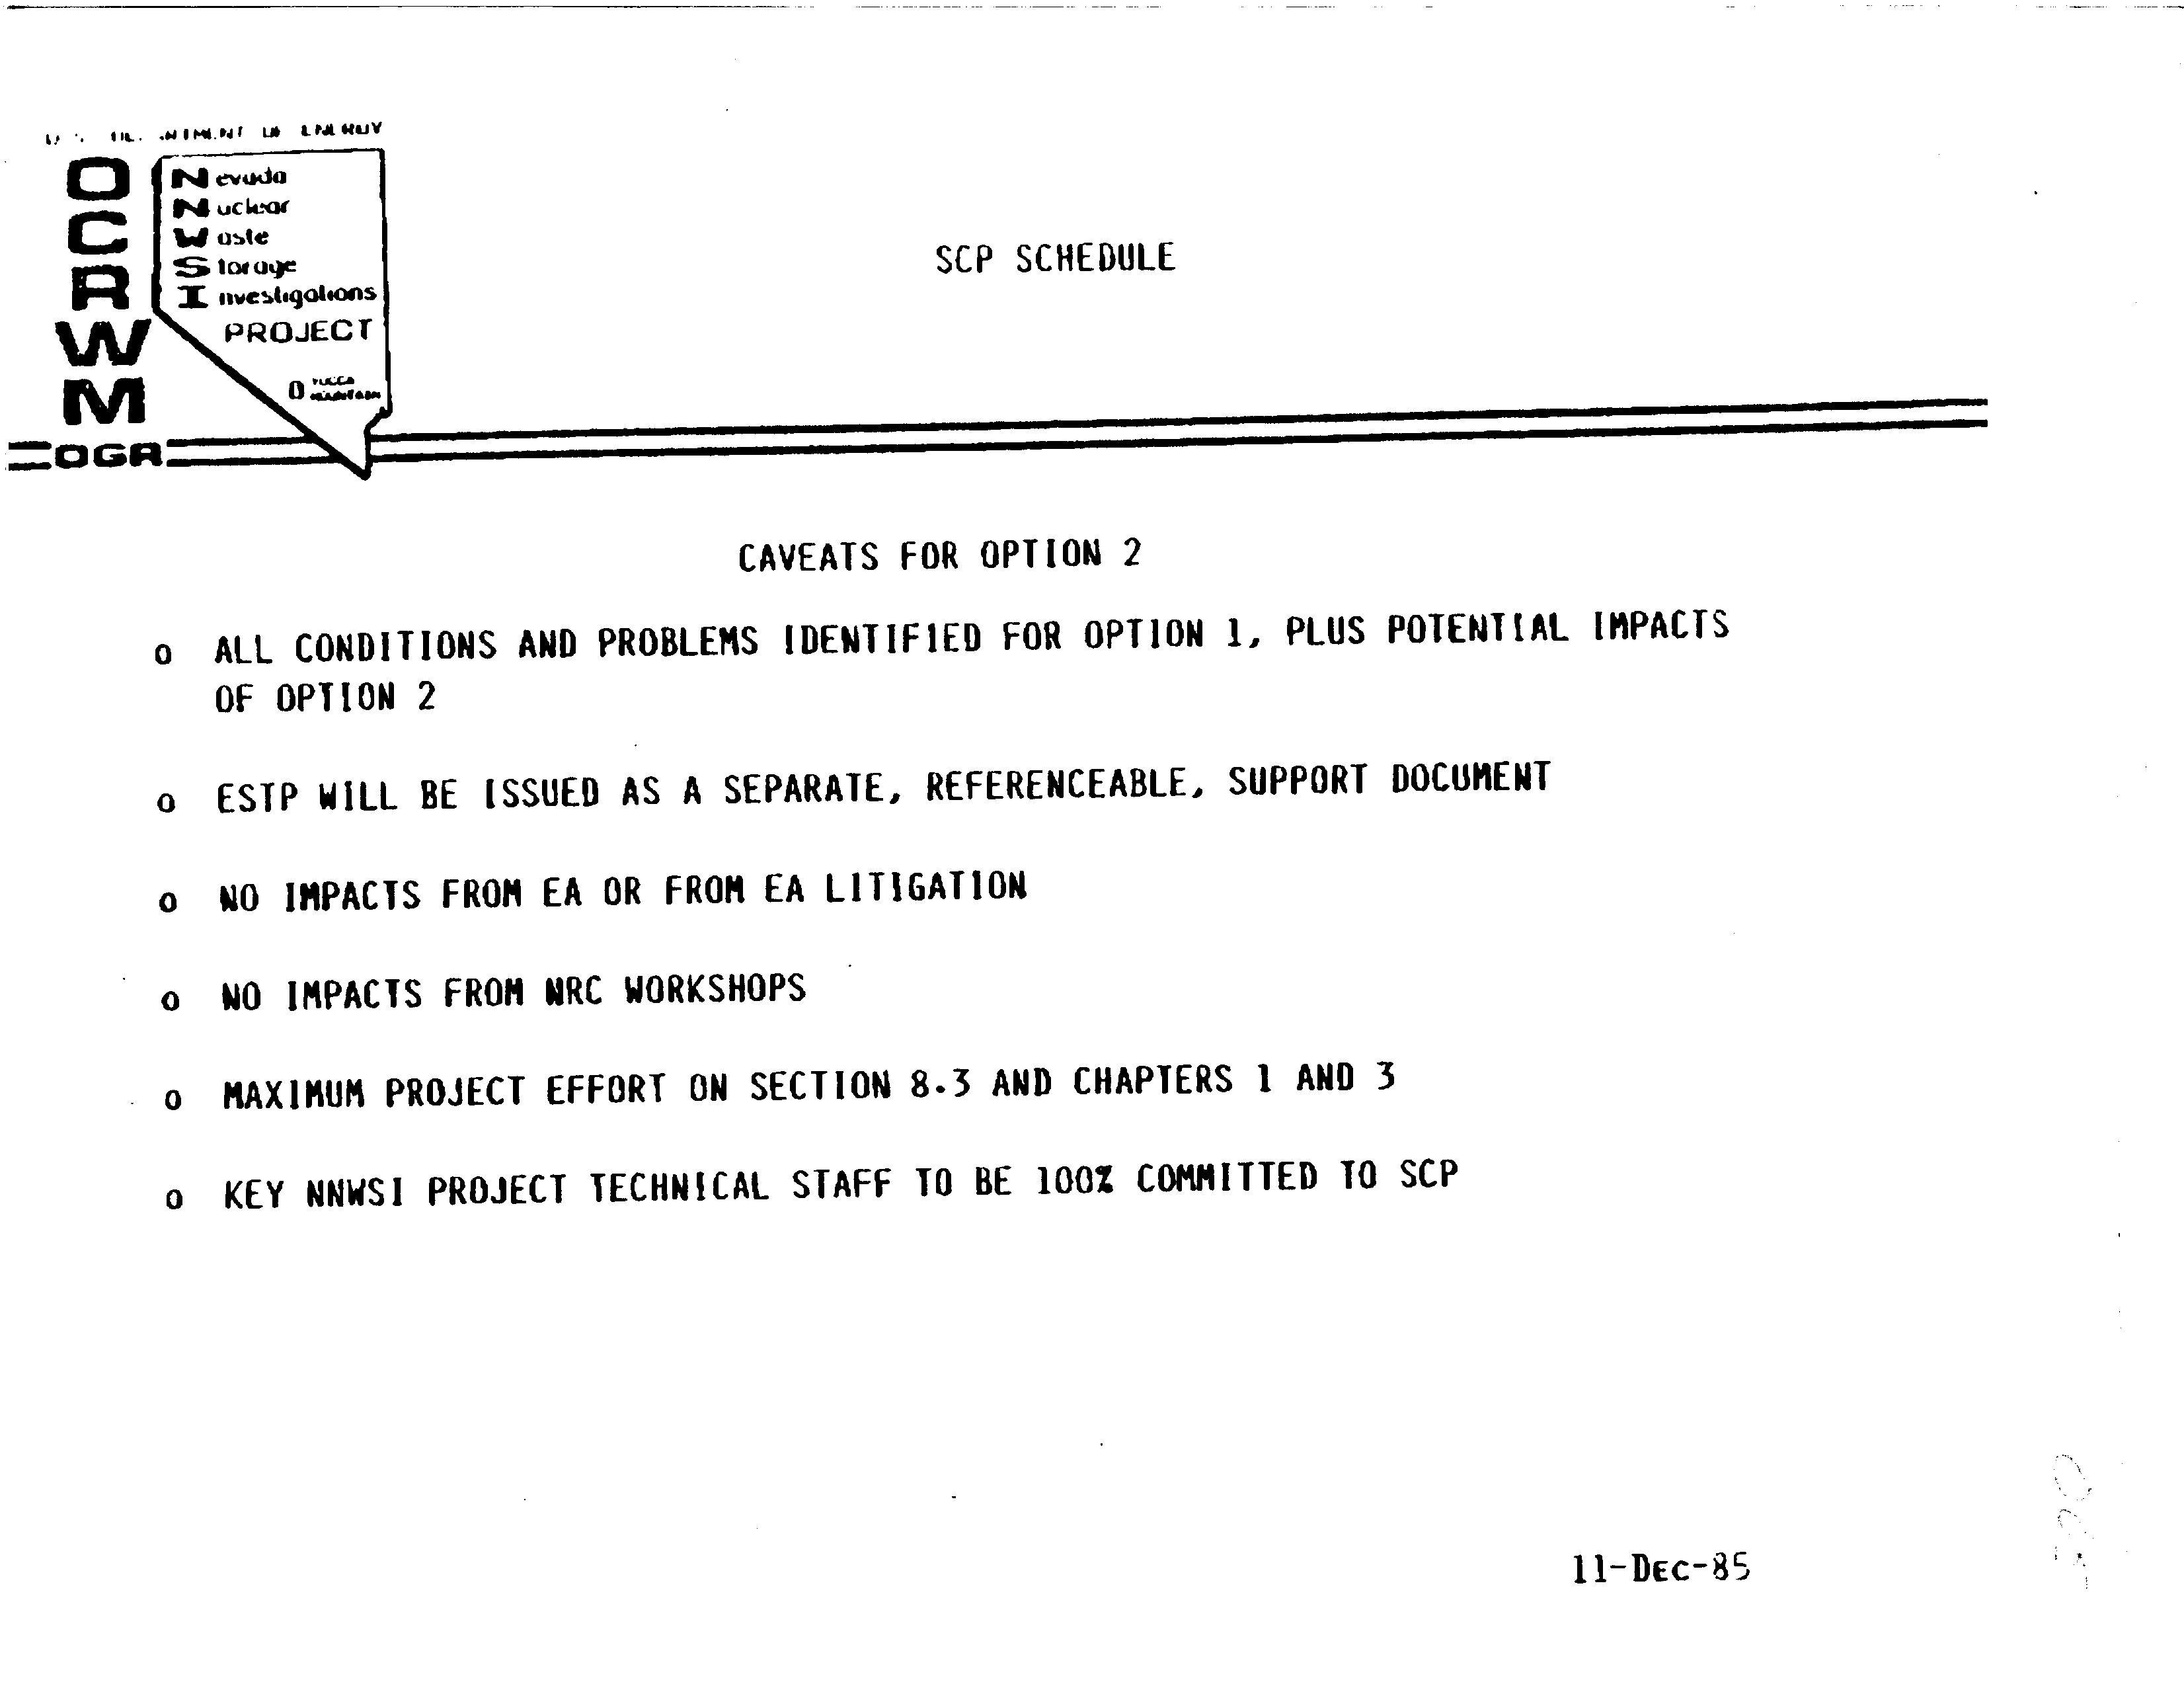 ENERGY
O
C
R
W
M
OGR
Nevada
Nuclear
Waste
Storage
Investigations
PROJECT
YUCCA
MOUNTAIN
SCP SCHEDULE
CAVEATS FOR OPTION 2
o ALL CONDITIONS AND PROBLEMS IDENTIFIED FOR OPTION 1, PLUS POTENTIAL IMPACTS
OF OPTION 2
o ESTP WILL BE ISSUED AS A SEPARATE, REFERENCEABLE, SUPPORT DOCUMENT
o NO IMPACTS FROM EA OR FROM EA LITIGATION
o NO IMPACTS FROM NRC WORKSHOPS
o MAXIMUM PROJECT EFFORT ON SECTION 8.3 AND CHAPTERS 1 AND 3
o KEY NNWSI PROJECT TECHNICAL STAFF TO BE 100% COMMITTED TO SCP
11-DEC-85